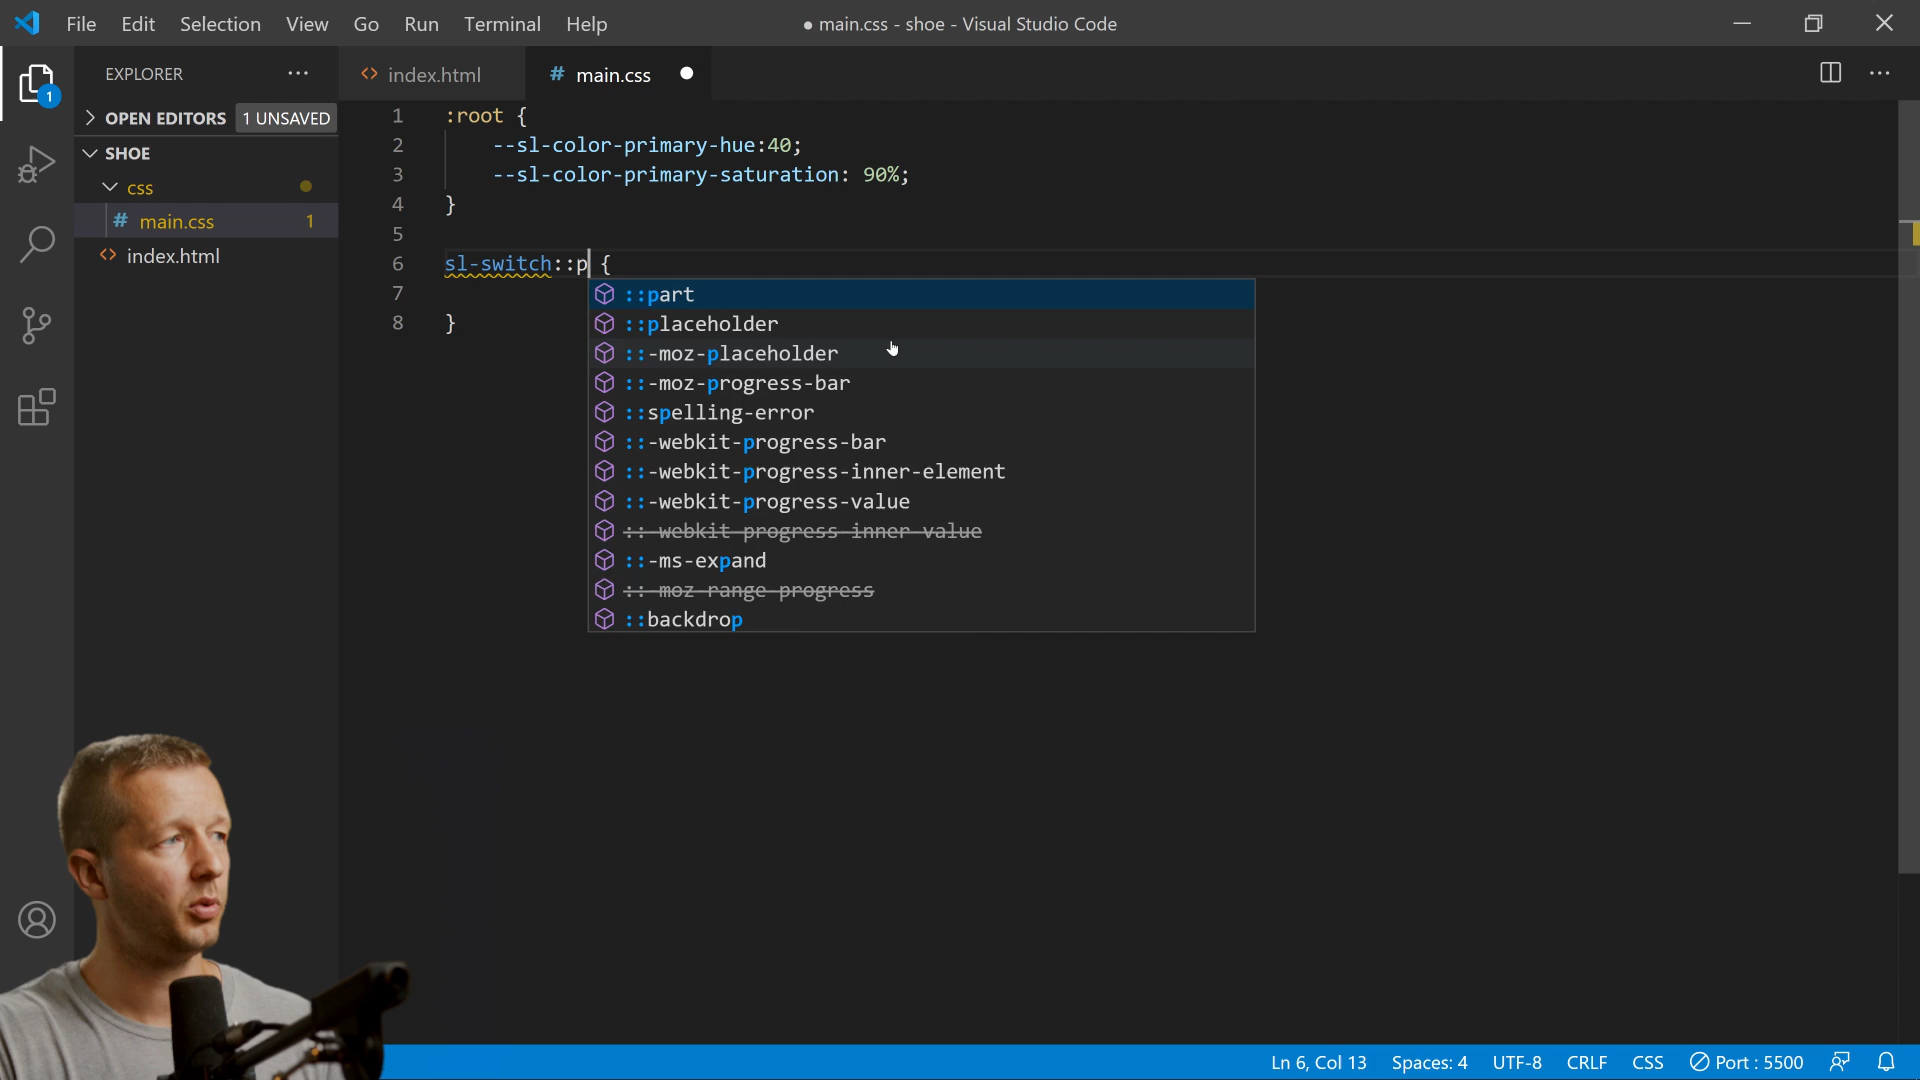 File Edit Selection View Go Run Terminal Help
● main.css - shoe - Visual Studio Code
EXPLORER
OPEN EDITORS 1 UNSAVED
SHOE
css
# main.css 1
<> index.html
1
<> index.html
# main.css
1 :root {
2 --sl-color-primary-hue:40;
3 --sl-color-primary-saturation: 90%;
4 }
5
6 sl-switch::p {
7
8 }
::part
::placeholder
::-moz-placeholder
::-moz-progress-bar
::spelling-error
::-webkit-progress-bar
::-webkit-progress-inner-element
::-webkit-progress-value
::-webkit-progress-inner-value
::-ms-expand
::-moz-range-progress
::backdrop
Ln 6, Col 13 Spaces: 4 UTF-8 CRLF CSS Port : 5500